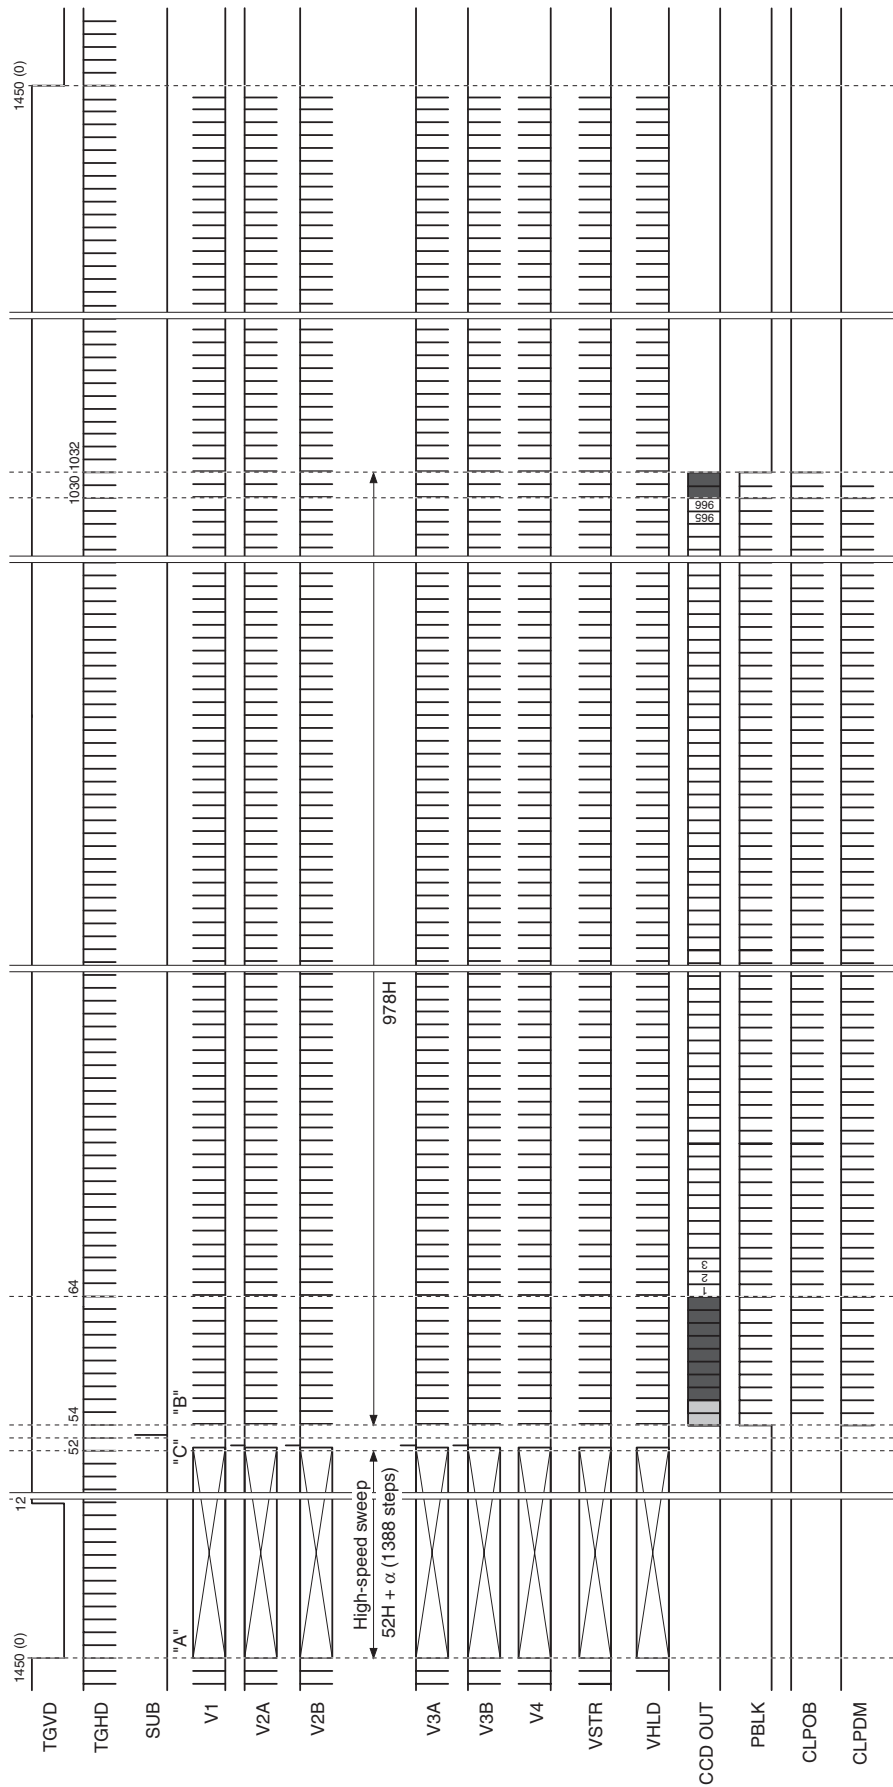 TGVD
TGHD
SUB
V1
V2A
V2B
V3A
V3B
V4
VSTR
VHLD
CCD OUT
PBLK
CLPOB
CLPDM
1450 (0)
12
52
54
64
1030
1032
1450 (0)
"A"
"C"
"B"
High-speed sweep
52H + α (1388 steps)
978H
1
2
3
965
966